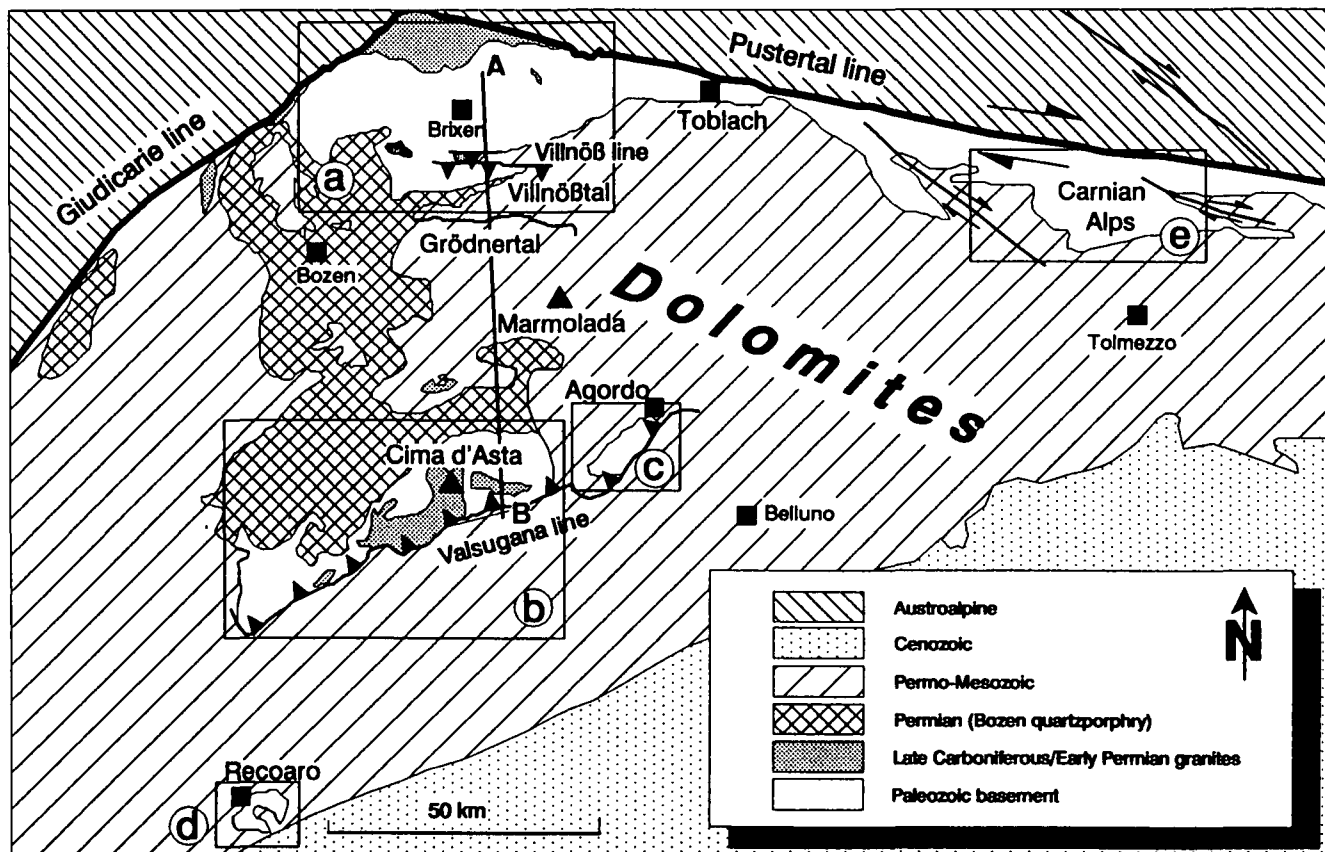 Pustertal line
A
Brixen
Toblach
Giudicarie line
Villnöß line
a
Villnößtal
Carnian
Alps
e
Grödnertal
Bozen
Dolomites
Marmolada
Tolmezzo
Agordo
Cima d'Asta
c
B
Valsugana line
Belluno
b
Austroalpine
Cenozoic
Permo-Mesozoic
Permian (Bozen quartzporphry)
Late Carboniferous/Early Permian granites
Paleozoic basement
N
Recoaro
d
50 km